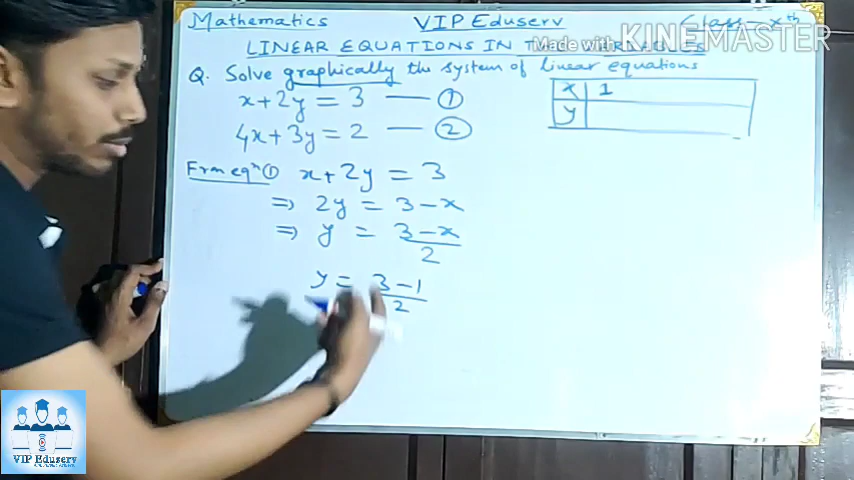 Mathematics VIP Eduserv Class - Xth
Made with KINEMASTER
LINEAR EQUATIONS IN
Q. Solve graphically the system of linear equations
x+2y = 3 — ①
4x+3y = 2 — ②
x 1
y
Frm eqⁿ ① x+2y = 3
⇒ 2y = 3-x
⇒ y = 3-x/2
y = 3-1/2
VIP Eduserv